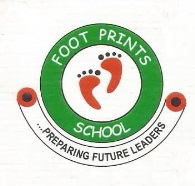 FOOT PRINTS
SCHOOL
...PREPARING FUTURE LEADERS